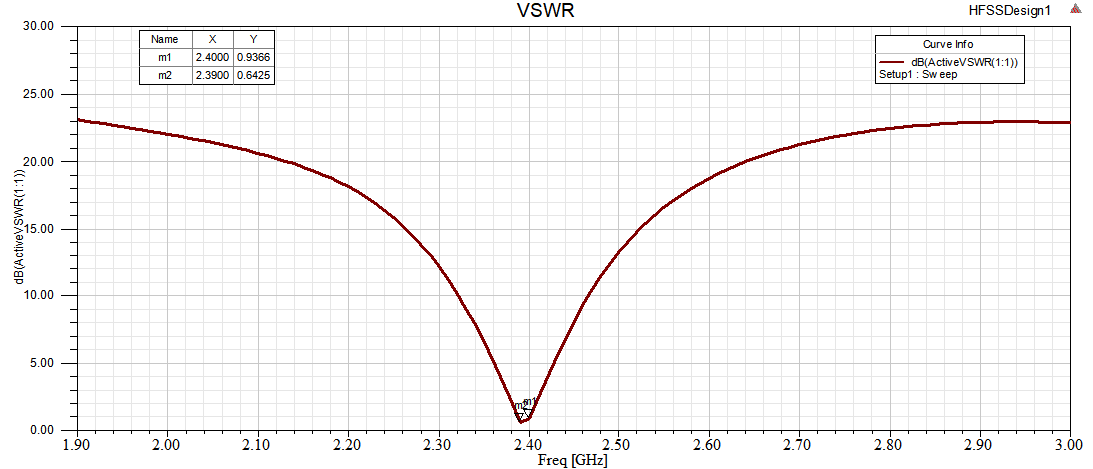 VSWR
HFSSDesign1
30.00
Name X Y
m1 2.4000 0.9366
m2 2.3900 0.6425
Curve Info
dB(ActiveVSWR(1:1))
Setup1 : Sweep
25.00
20.00
15.00
10.00
5.00
0.00
dB(ActiveVSWR(1:1))
m2 m1
1.90 2.00 2.10 2.20 2.30 2.40 2.50 2.60 2.70 2.80 2.90 3.00
Freq [GHz]